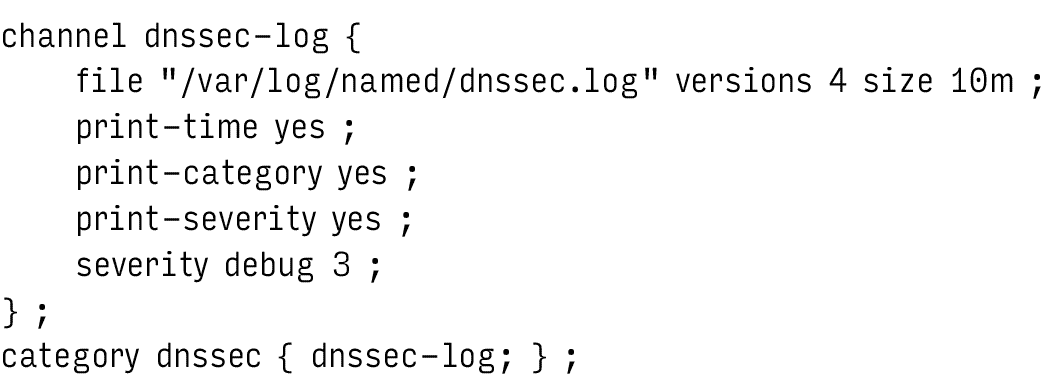 channel dnssec-log {
file "/var/log/named/dnssec.log" versions 4 size 10m ;
print-time yes ;
print-category yes ;
print-severity yes ;
severity debug 3 ;
} ;
category dnssec { dnssec-log; } ;